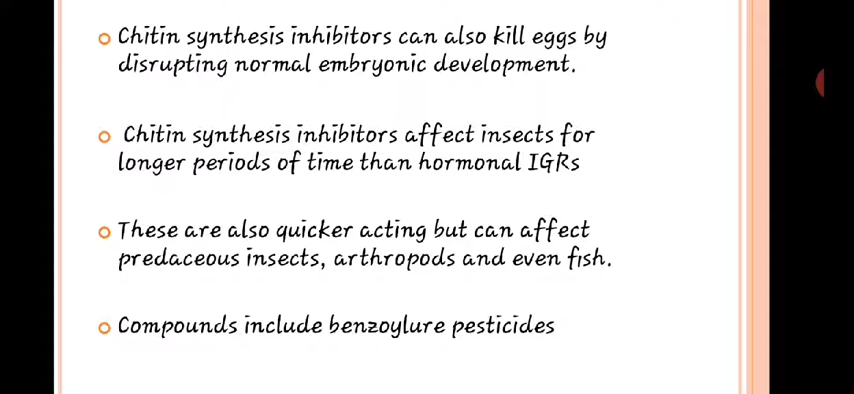 Chitin synthesis inhibitors can also kill eggs by
disrupting normal embryonic development.
Chitin synthesis inhibitors affect insects for
longer periods of time than hormonal IGRs
These are also quicker acting but can affect
predaceous insects, arthropods and even fish.
Compounds include benzoylure pesticides